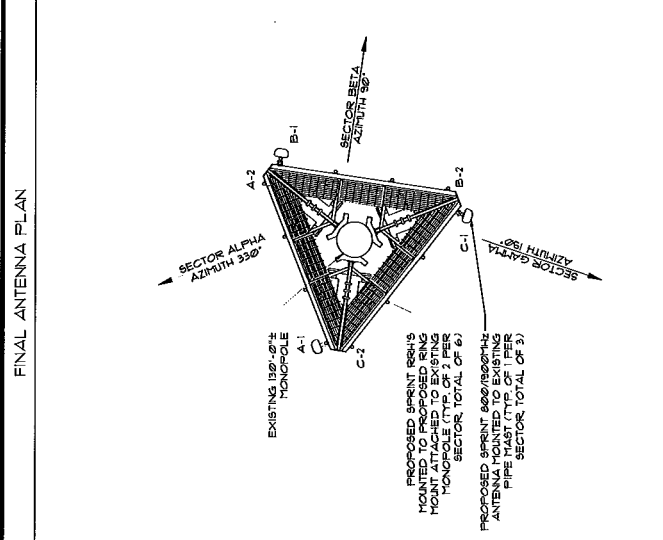 FINAL ANTENNA PLAN
SECTOR ALPHA
AZIMUTH 330°
SECTOR BETA
AZIMUTH 90°
SECTOR GAMMA
AZIMUTH 190°
A-2
B-1
B-2
C-1
A-1
C-2
EXISTING 130'-0"±
MONOPOLE
PROPOSED SPRINT RRH'S
MOUNTED TO PROPOSED RING
MOUNT ATTACHED TO EXISTING
MONOPOLE (TYP. OF 2 PER
SECTOR, TOTAL OF 6)
PROPOSED SPRINT 800/1900MHz
ANTENNA MOUNTED TO EXISTING
PIPE MAST (TYP. OF 1 PER
SECTOR, TOTAL OF 3)